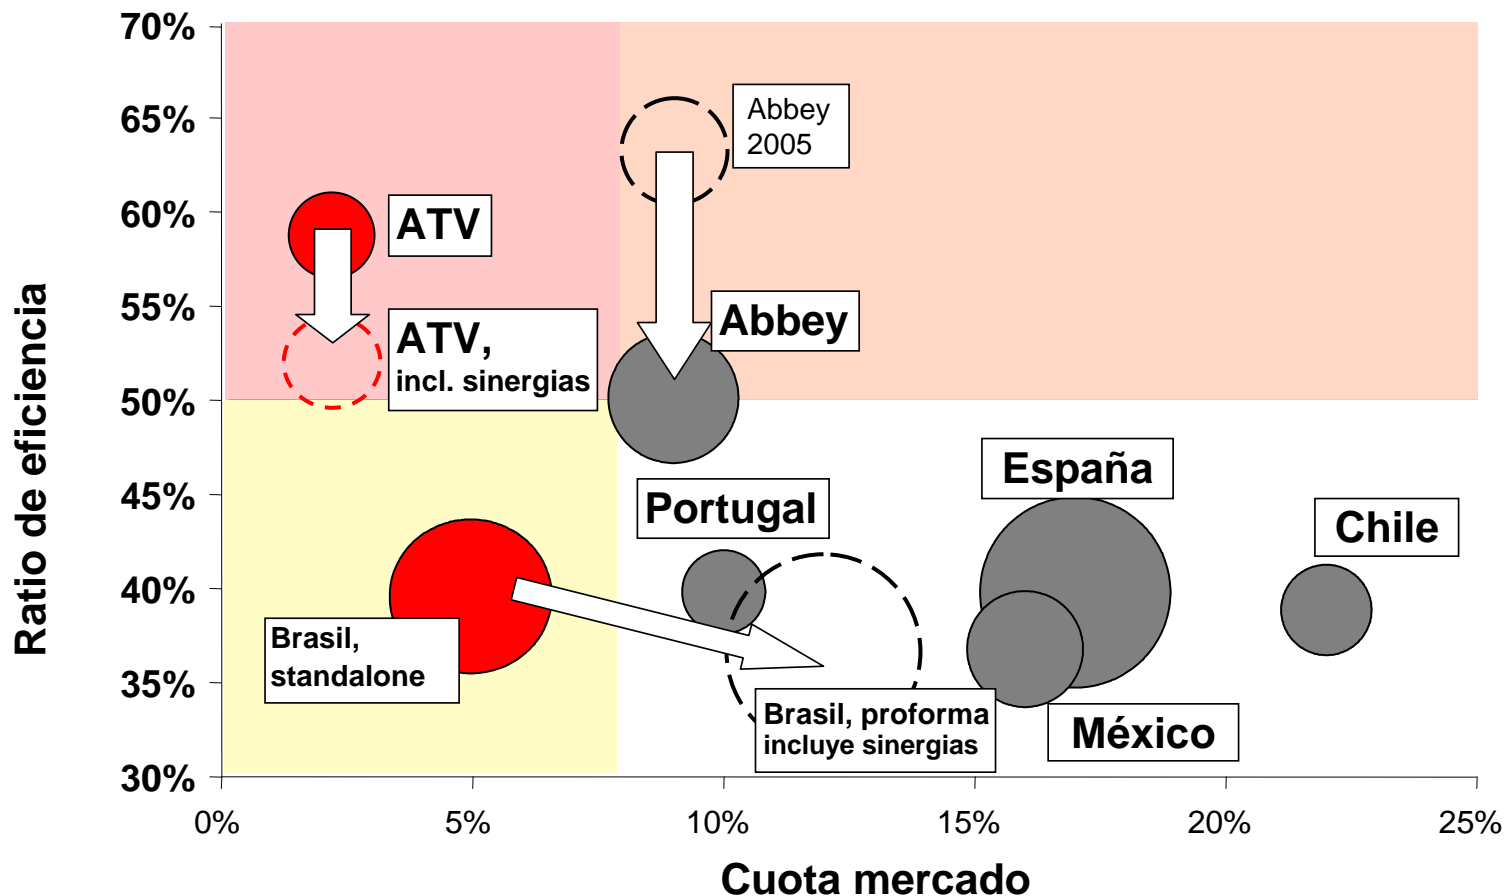 70%
65%
60%
55%
50%
45%
40%
35%
30%
Ratio de eficiencia
Abbey
2005
ATV
ATV,
incl. sinergias
Abbey
España
Portugal
Chile
Brasil,
standalone
Brasil, proforma
incluye sinergias
México
0%
5%
10%
15%
20%
25%
Cuota mercado